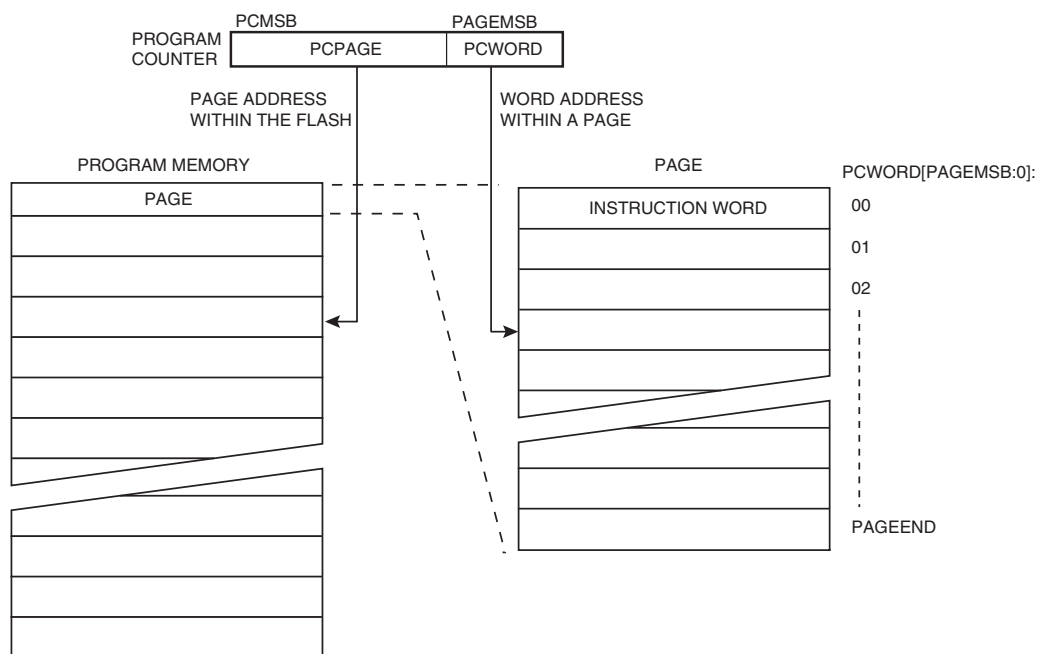 PCMSB PAGEMSB
PROGRAM
COUNTER
PCPAGE PCWORD
PAGE ADDRESS
WITHIN THE FLASH
WORD ADDRESS
WITHIN A PAGE
PROGRAM MEMORY
PAGE
PAGE
INSTRUCTION WORD
PCWORD[PAGEMSB:0]:
00
01
02
PAGEEND